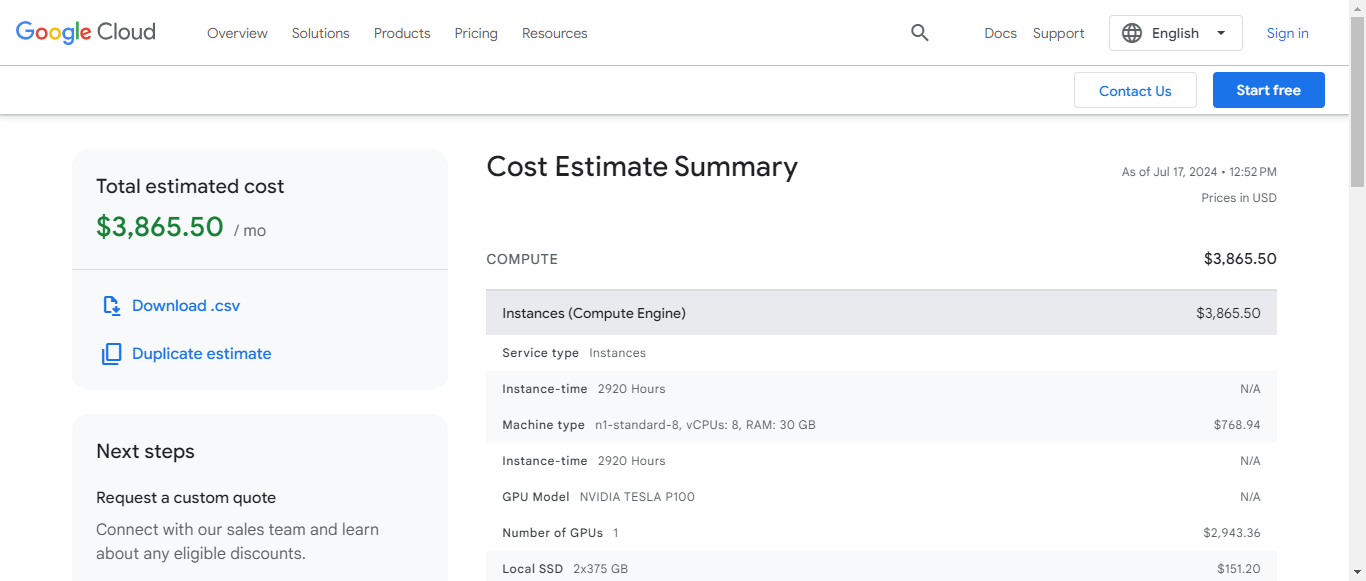 Google Cloud Overview Solutions Products Pricing Resources Docs Support English Sign in
Contact Us Start free
Total estimated cost
$3,865.50 / mo
Download .csv
Duplicate estimate
Next steps
Request a custom quote
Connect with our sales team and learn
about any eligible discounts.
Cost Estimate Summary
As of Jul 17, 2024 • 12:52 PM
Prices in USD
COMPUTE $3,865.50
Instances (Compute Engine) $3,865.50
Service type Instances
Instance-time 2920 Hours N/A
Machine type n1-standard-8, vCPUs: 8, RAM: 30 GB $768.94
Instance-time 2920 Hours N/A
GPU Model NVIDIA TESLA P100 N/A
Number of GPUs 1 $2,943.36
Local SSD 2x375 GB $151.20